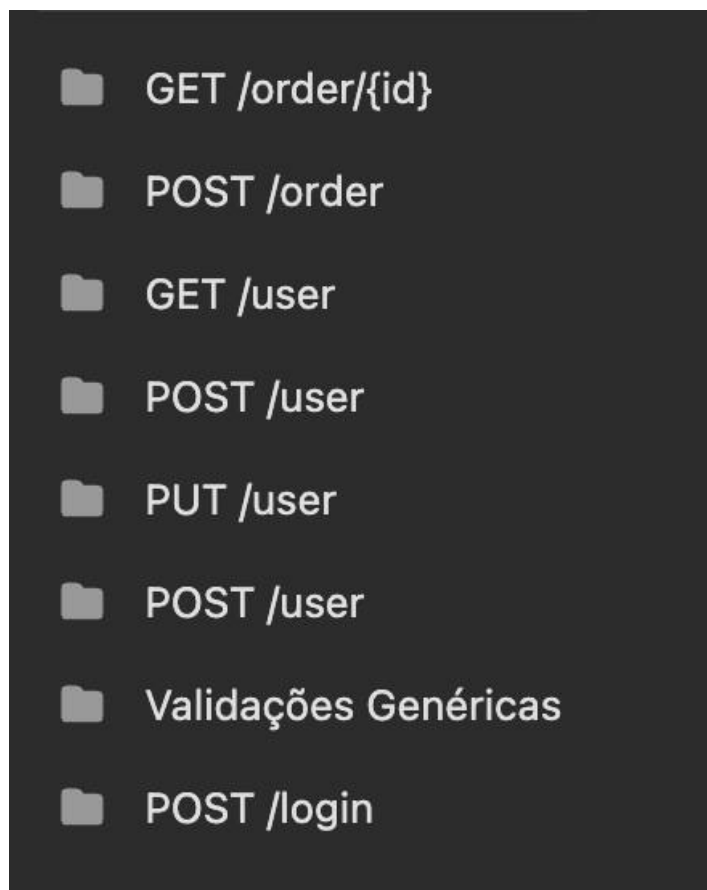 GET /order/{id}
POST /order
GET /user
POST /user
PUT /user
POST /user
Validações Genéricas
POST /login